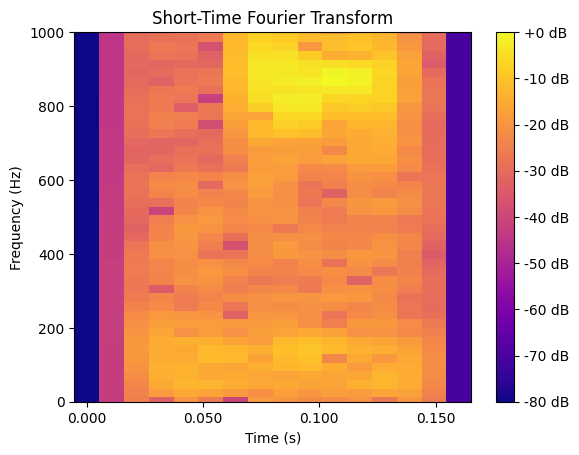 Short-Time Fourier Transform
1000
800
600
400
200
0
Frequency (Hz)
0.000
0.050
0.100
0.150
Time (s)
+0 dB
-10 dB
-20 dB
-30 dB
-40 dB
-50 dB
-60 dB
-70 dB
-80 dB